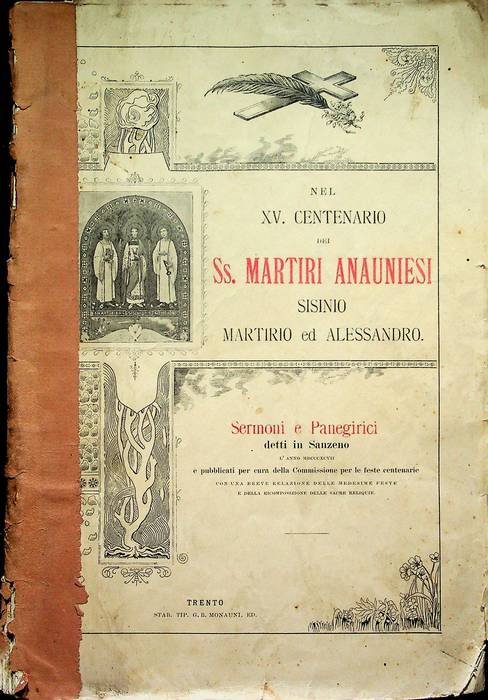 NEL
XV. CENTENARIO
DEI
Ss. MARTIRI ANAUNIESI
SISINIO
MARTIRIO ed ALESSANDRO.
Sermoni e Panegirici
detti in Sanzeno
L'ANNO MDCCCXCVII
e pubblicati per cura della Commissione per le feste centenarie
CON UNA BREVE RELAZIONE DELLE MEDESIME FESTE
E DELLA RICOMPOSIZIONE DELLE SACRE RELIQUIE.
TRENTO
STAB. TIP. G. B. MONAUNI, ED.